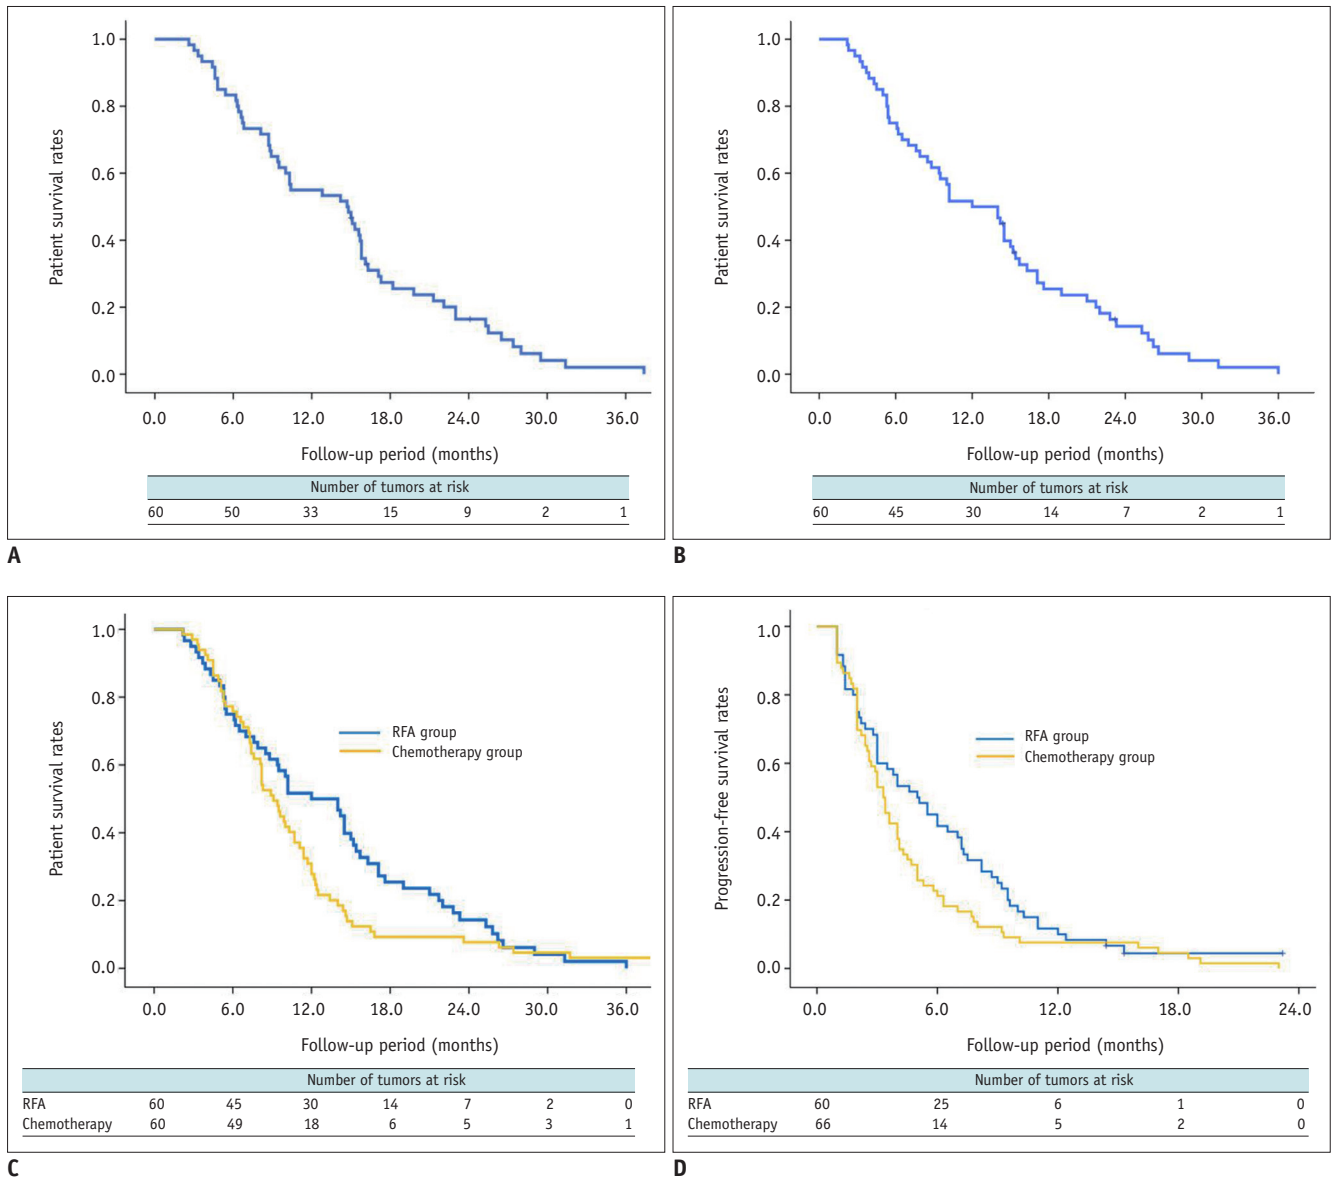 1.0
0.8
0.6
0.4
0.2
0.0
Patient survival rates
0.0 6.0 12.0 18.0 24.0 30.0 36.0
Follow-up period (months)
Number of tumors at risk
60 50 33 15 9 2 1
A
1.0
0.8
0.6
0.4
0.2
0.0
Patient survival rates
0.0 6.0 12.0 18.0 24.0 30.0 36.0
Follow-up period (months)
Number of tumors at risk
60 45 30 14 7 2 1
B
1.0
0.8
0.6
0.4
0.2
0.0
Patient survival rates
RFA group
Chemotherapy group
0.0 6.0 12.0 18.0 24.0 30.0 36.0
Follow-up period (months)
Number of tumors at risk
RFA 60 45 30 14 7 2 0
Chemotherapy 60 49 18 6 5 3 1
C
1.0
0.8
0.6
0.4
0.2
0.0
Progression-free survival rates
RFA group
Chemotherapy group
0.0 6.0 12.0 18.0 24.0
Follow-up period (months)
Number of tumors at risk
RFA 60 25 6 1 0
Chemotherapy 66 14 5 2 0
D